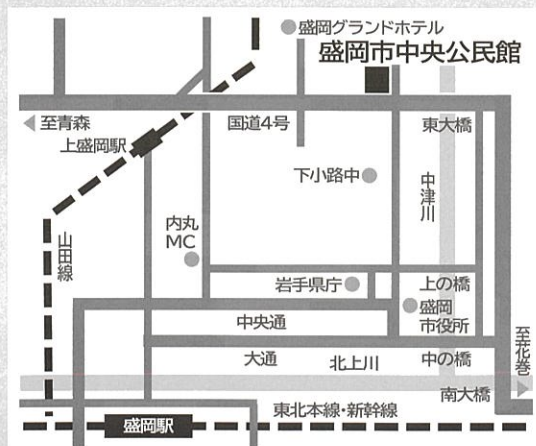 盛岡グランドホテル
盛岡市中央公民館
至青森
国道4号
東大橋
上盛岡駅
下小路中
中津川
内丸
MC
山田線
岩手県庁
上の橋
盛岡
市役所
中央通
大通
北上川
中の橋
至花巻
南大橋
東北本線・新幹線
盛岡駅